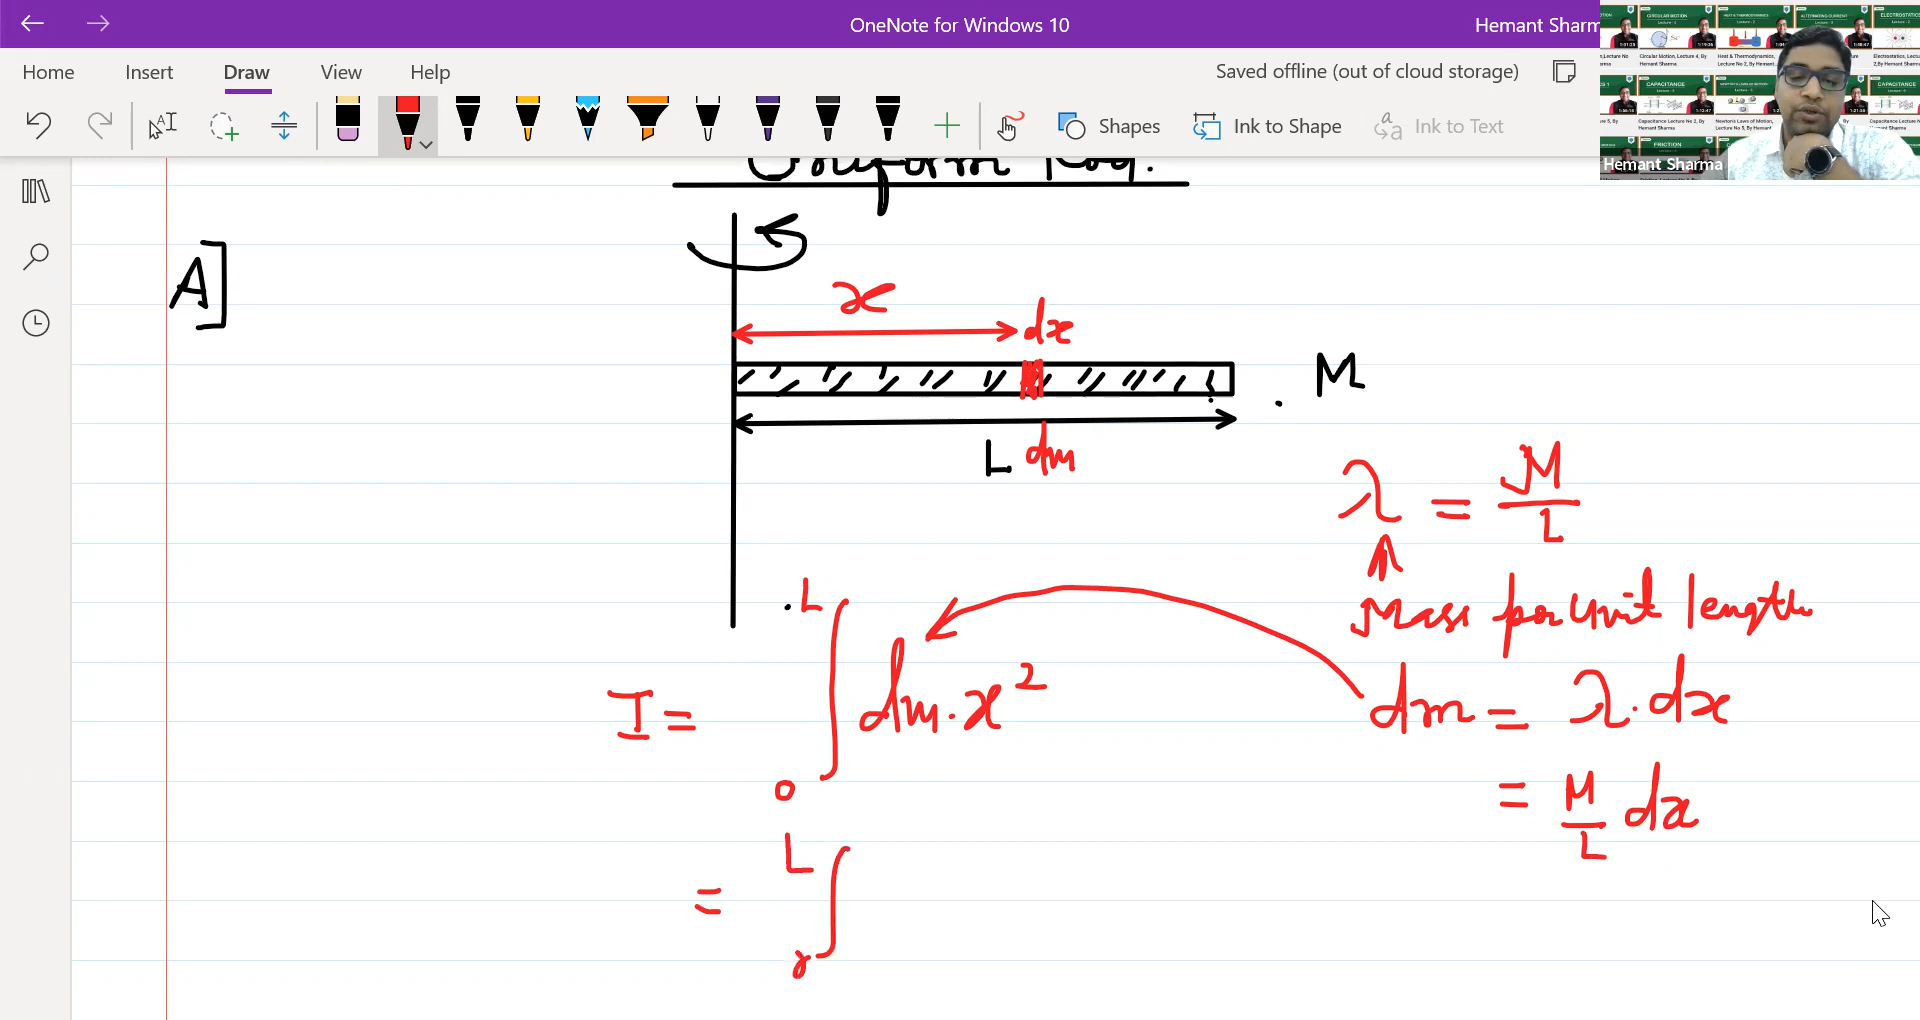 OneNote for Windows 10
Hemant Sharm
Home Insert Draw View Help
Saved offline (out of cloud storage)
Shapes Ink to Shape Ink to Text
Hemant Sharma
Uniform Rod.
A]
x
dx
M
L dm
λ = M/L
Mass per unit length
I = ∫₀ᴸ dm·x²
dm = λ·dx
= M/L dx
= ∫₀ᴸ